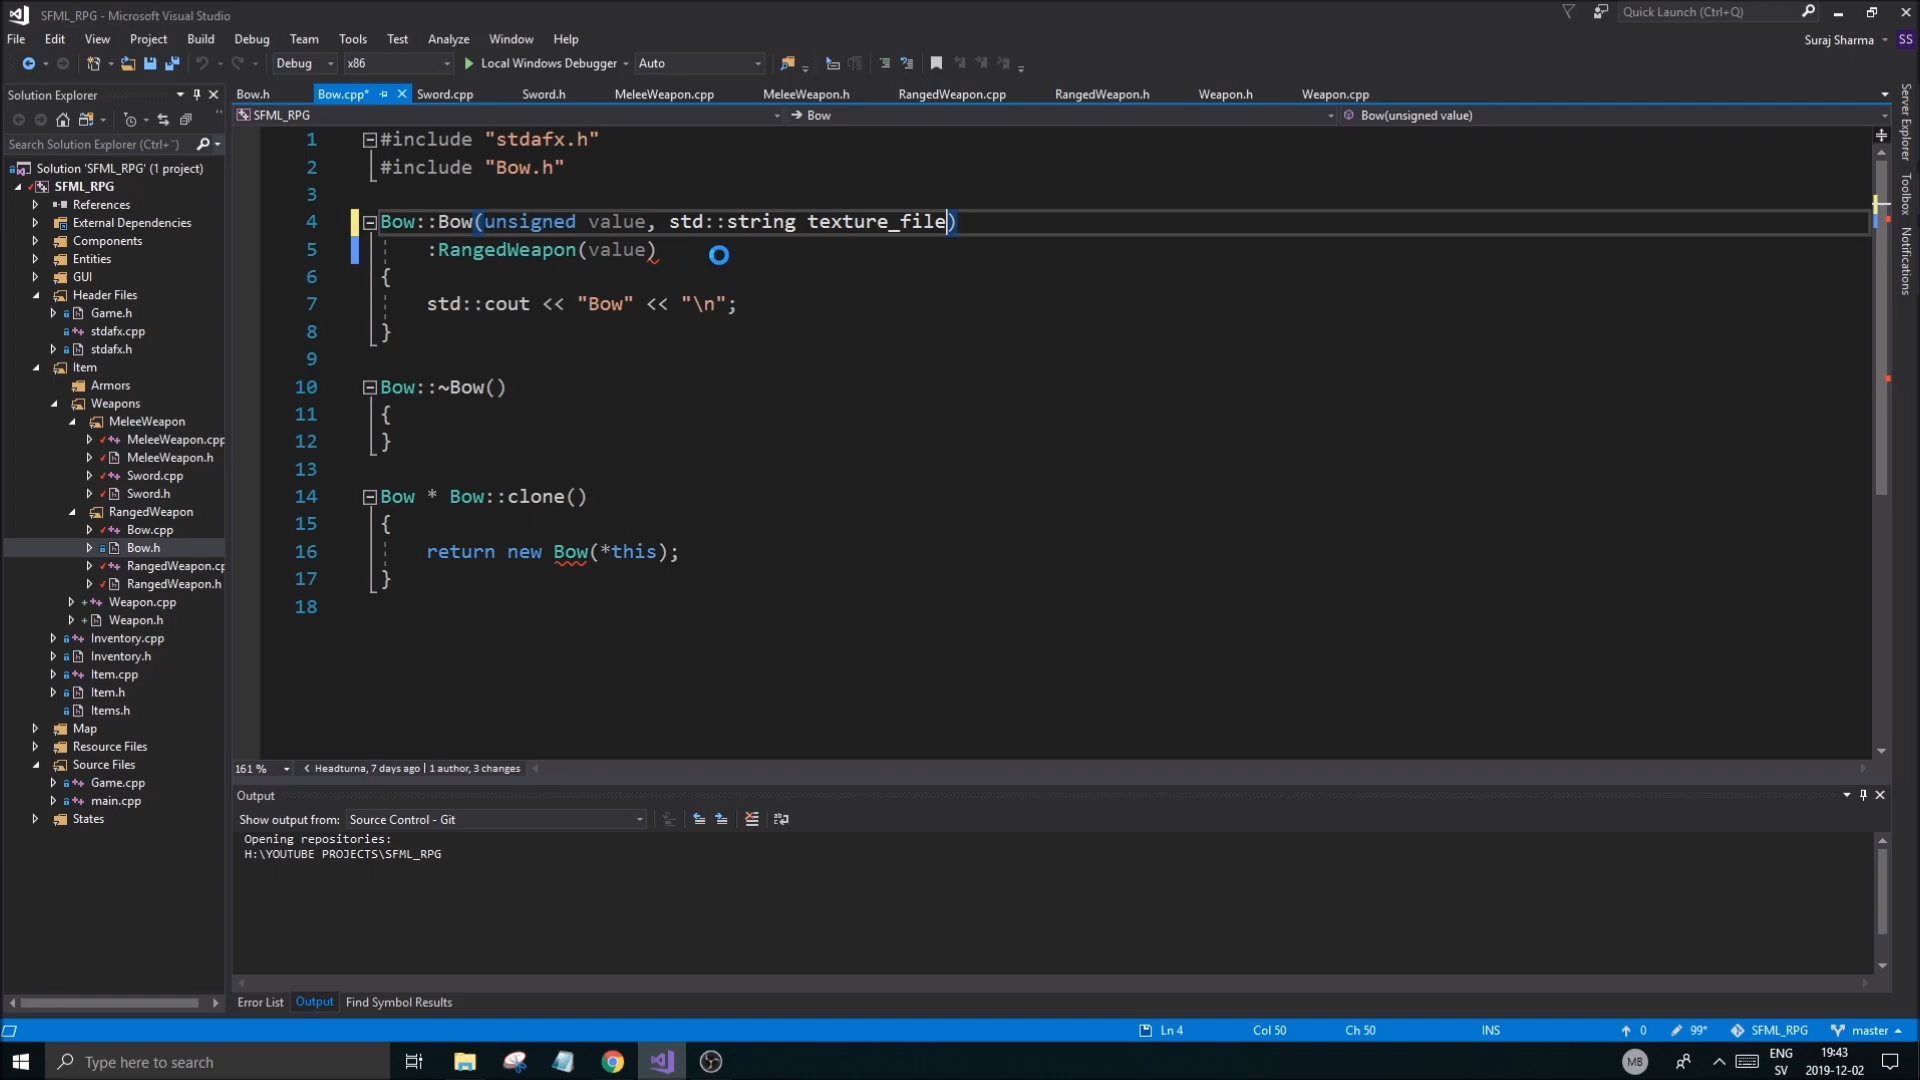 SFML_RPG - Microsoft Visual Studio
Quick Launch (Ctrl+Q)
File Edit View Project Build Debug Team Tools Test Analyze Window Help
Suraj Sharma SS
Debug x86 Local Windows Debugger Auto
Solution Explorer
Bow.h Bow.cpp* Sword.cpp Sword.h MeleeWeapon.cpp MeleeWeapon.h RangedWeapon.cpp RangedWeapon.h Weapon.h Weapon.cpp
SFML_RPG Bow Bow(unsigned value)
Search Solution Explorer (Ctrl+¨)
Solution 'SFML_RPG' (1 project)
SFML_RPG
References
External Dependencies
Components
Entities
GUI
Header Files
Game.h
stdafx.cpp
stdafx.h
Item
Armors
Weapons
MeleeWeapon
MeleeWeapon.cpp
MeleeWeapon.h
Sword.cpp
Sword.h
RangedWeapon
Bow.cpp
Bow.h
RangedWeapon.cp
RangedWeapon.h
Weapon.cpp
Weapon.h
Inventory.cpp
Inventory.h
Item.cpp
Item.h
Items.h
Map
Resource Files
Source Files
Game.cpp
main.cpp
States
1 #include "stdafx.h"
2 #include "Bow.h"
3
4 Bow::Bow(unsigned value, std::string texture_file)
5 :RangedWeapon(value)
6 {
7 std::cout << "Bow" << "\n";
8 }
9
10 Bow::~Bow()
11 {
12 }
13
14 Bow * Bow::clone()
15 {
16 return new Bow(*this);
17 }
18
161 % Headturna, 7 days ago | 1 author, 3 changes
Output
Show output from: Source Control - Git
Opening repositories:
H:\YOUTUBE PROJECTS\SFML_RPG
Error List Output Find Symbol Results
Server Explorer
Toolbox
Notifications
Ln 4 Col 50 Ch 50 INS 0 99* SFML_RPG master
Type here to search
MB
ENG
SV
19:43
2019-12-02